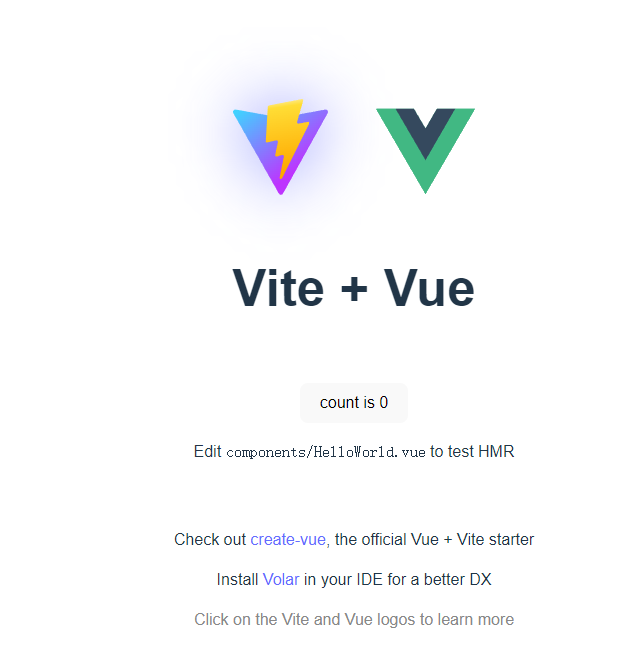 Vite + Vue
count is 0
Edit components/HelloWorld.vue to test HMR
Check out create-vue, the official Vue + Vite starter
Install Volar in your IDE for a better DX
Click on the Vite and Vue logos to learn more